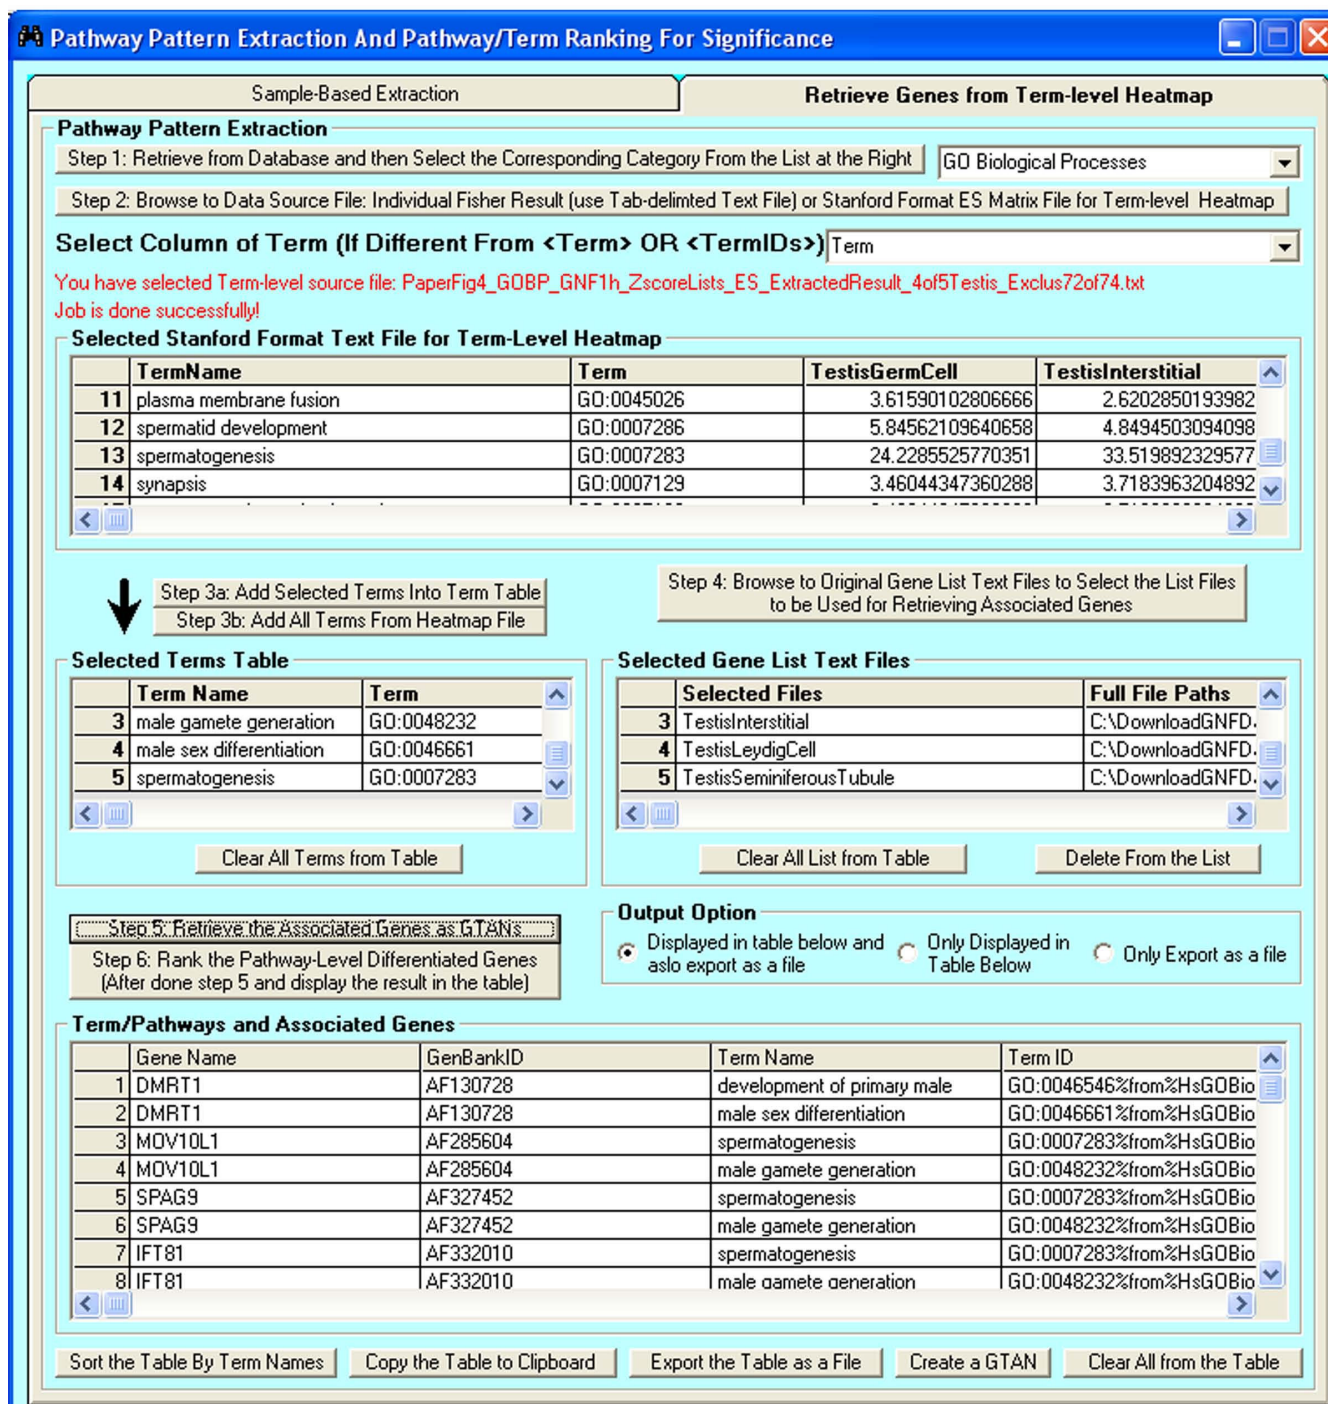 Pathway Pattern Extraction And Pathway/Term Ranking For Significance
Sample-Based Extraction Retrieve Genes from Term-level Heatmap
Pathway Pattern Extraction
Step 1: Retrieve from Database and then Select the Corresponding Category From the List at the Right GO Biological Processes
Step 2: Browse to Data Source File: Individual Fisher Result (use Tab-delimted Text File) or Stanford Format ES Matrix File for Term-level Heatmap
Select Column of Term (If Different From <Term> OR <TermIDs>) Term
You have selected Term-level source file: PaperFig4_GOBP_GNF1h_ZscoreLists_ES_ExtractedResult_4of5Testis_Exclus72of74.txt
Job is done successfully!
Selected Stanford Format Text File for Term-Level Heatmap
TermName Term TestisGermCell TestisInterstitial
11 plasma membrane fusion GO:0045026 3.61590102806666 2.6202850193982
12 spermatid development GO:0007286 5.84562109640658 4.8494503094098
13 spermatogenesis GO:0007283 24.2285525770351 33.519892329577
14 synapsis GO:0007129 3.46044347360288 3.7183963204892
Step 3a: Add Selected Terms Into Term Table
Step 3b: Add All Terms From Heatmap File
Step 4: Browse to Original Gene List Text Files to Select the List Files
to be Used for Retrieving Associated Genes
Selected Terms Table
Term Name Term
3 male gamete generation GO:0048232
4 male sex differentiation GO:0046661
5 spermatogenesis GO:0007283
Clear All Terms from Table
Selected Gene List Text Files
Selected Files Full File Paths
3 TestisInterstitial C:\DownloadGNFD
4 TestisLeydigCell C:\DownloadGNFD
5 TestisSeminiferousTubule C:\DownloadGNFD
Clear All List from Table Delete From the List
Step 5: Retrieve the Associated Genes as GTANs
Step 6: Rank the Pathway-Level Differentiated Genes
(After done step 5 and display the result in the table)
Output Option
Displayed in table below and
aslo export as a file
Only Displayed in
Table Below
Only Export as a file
Term/Pathways and Associated Genes
Gene Name GenBankID Term Name Term ID
1 DMRT1 AF130728 development of primary male GO:0046546%from%HsGOBio
2 DMRT1 AF130728 male sex differentiation GO:0046661%from%HsGOBio
3 MOV10L1 AF285604 spermatogenesis GO:0007283%from%HsGOBio
4 MOV10L1 AF285604 male gamete generation GO:0048232%from%HsGOBio
5 SPAG9 AF327452 spermatogenesis GO:0007283%from%HsGOBio
6 SPAG9 AF327452 male gamete generation GO:0048232%from%HsGOBio
7 IFT81 AF332010 spermatogenesis GO:0007283%from%HsGOBio
8 IFT81 AF332010 male gamete generation GO:0048232%from%HsGOBio
Sort the Table By Term Names Copy the Table to Clipboard Export the Table as a File Create a GTAN Clear All from the Table